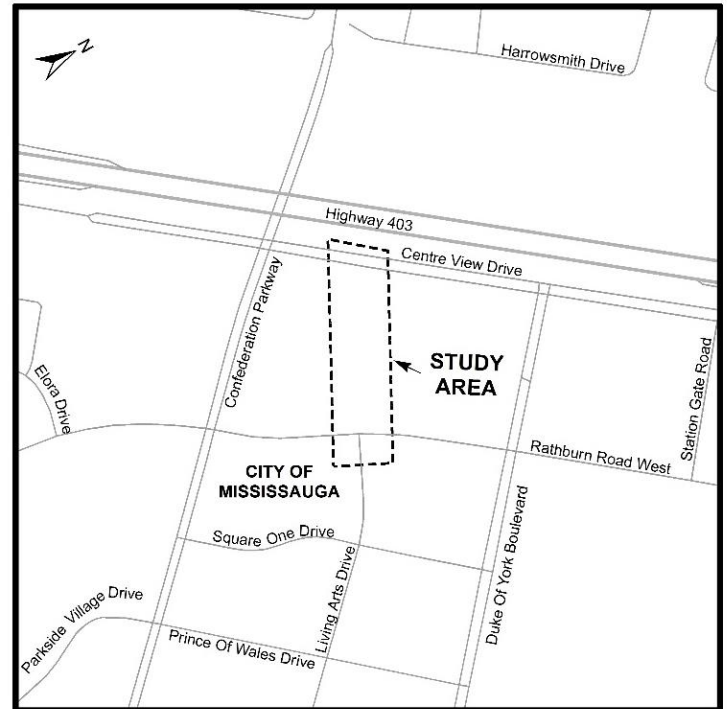 N
Harrowsmith Drive
Highway 403
Centre View Drive
Confederation Parkway
STUDY
AREA
Station Gate Road
Elora Drive
Rathburn Road West
CITY OF
MISSISSAUGA
Square One Drive
Duke Of York Boulevard
Living Arts Drive
Parkside Village Drive
Prince Of Wales Drive